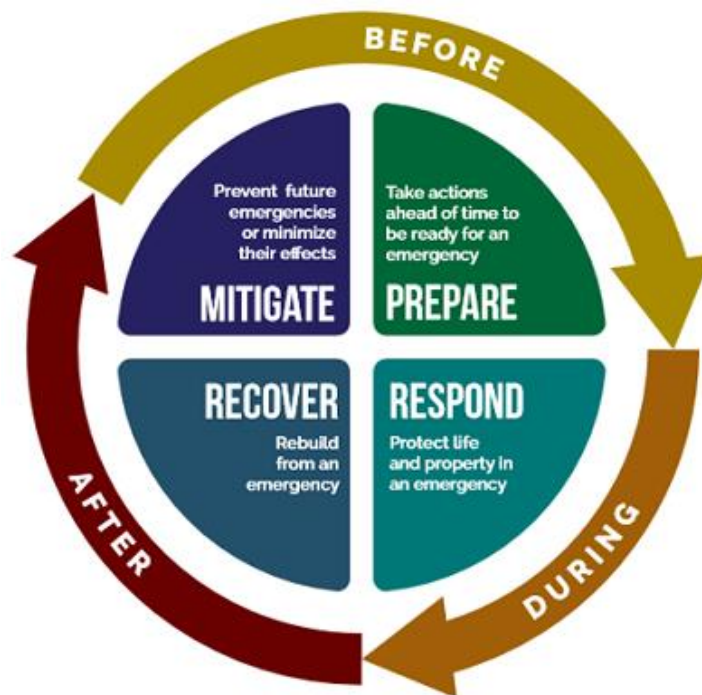 BEFORE
Prevent future
emergencies
or minimize
their effects
MITIGATE
Take actions
ahead of time to
be ready for an
emergency
PREPARE
RECOVER
Rebuild
from an
emergency
RESPOND
Protect life
and property in
an emergency
AFTER
DURING